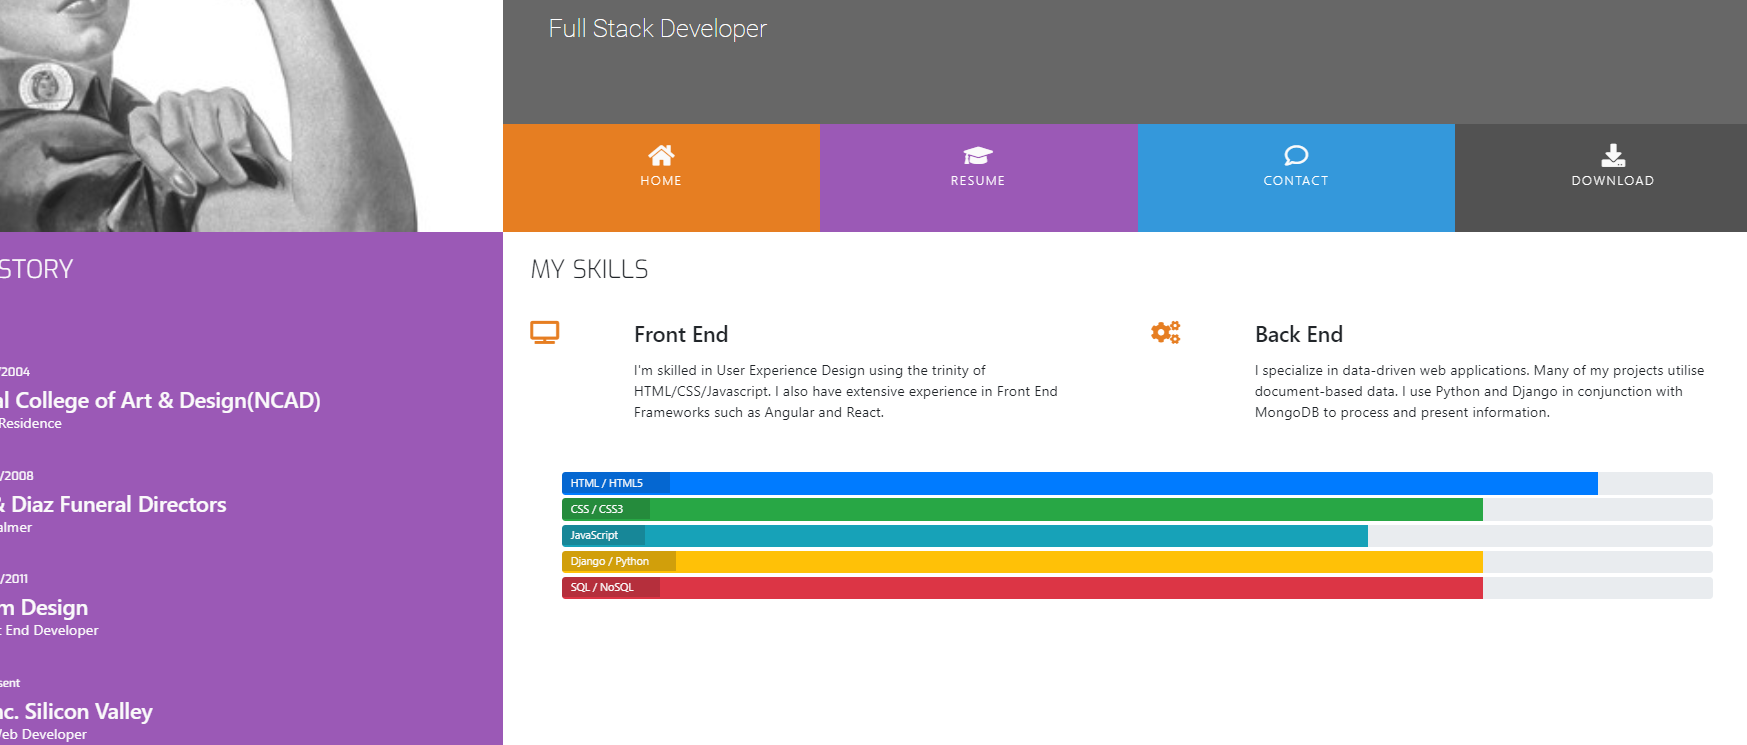 Full Stack Developer
HOME
RESUME
CONTACT
DOWNLOAD
STORY
/2004
al College of Art & Design(NCAD)
Residence
/2008
& Diaz Funeral Directors
almer
/2011
m Design
t End Developer
sent
nc. Silicon Valley
Web Developer
MY SKILLS
Front End
I'm skilled in User Experience Design using the trinity of
HTML/CSS/Javascript. I also have extensive experience in Front End
Frameworks such as Angular and React.
Back End
I specialize in data-driven web applications. Many of my projects utilise
document-based data. I use Python and Django in conjunction with
MongoDB to process and present information.
HTML / HTML5
CSS / CSS3
JavaScript
Django / Python
SQL / NoSQL